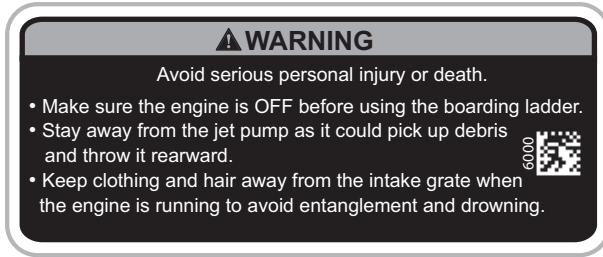 WARNING
Avoid serious personal injury or death.
• Make sure the engine is OFF before using the boarding ladder.
• Stay away from the jet pump as it could pick up debris
and throw it rearward.
6000
• Keep clothing and hair away from the intake grate when
the engine is running to avoid entanglement and drowning.